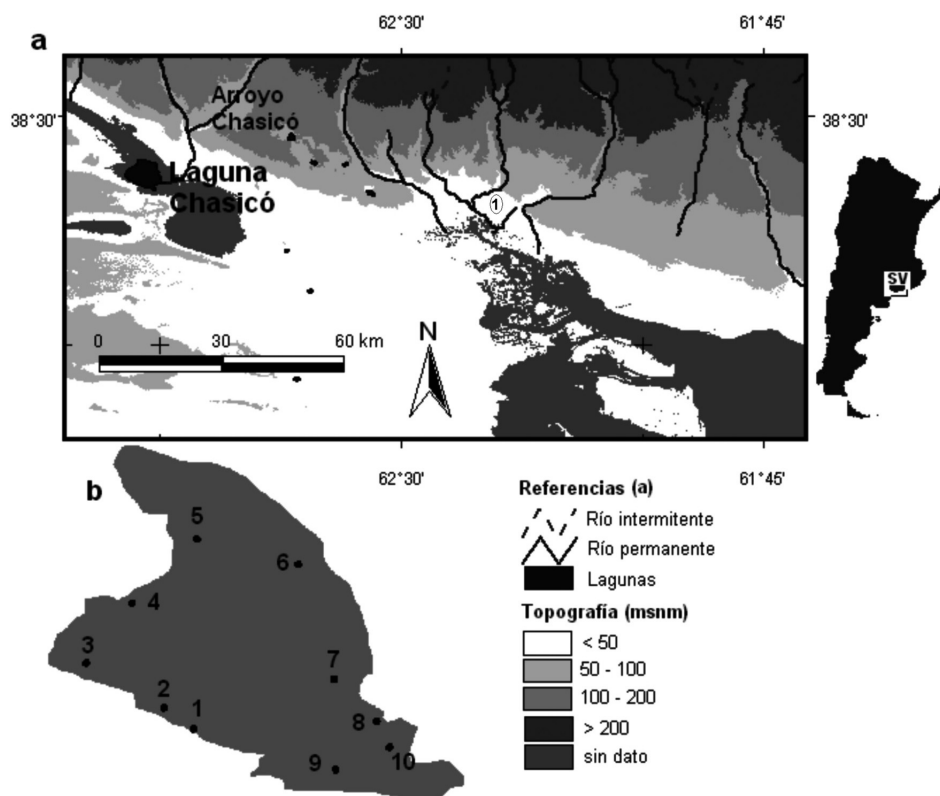 a
62°30'
61°45'
38°30'
38°30'
Arroyo
Chasicó
Laguna
Chasicó
1
SV
0
30
60 km
N
62°30'
61°45'
b
5
6
4
3
7
2
1
8
9
10
Referencias (a)
Río intermitente
Río permanente
Lagunas
Topografía (msnm)
< 50
50 - 100
100 - 200
> 200
sin dato